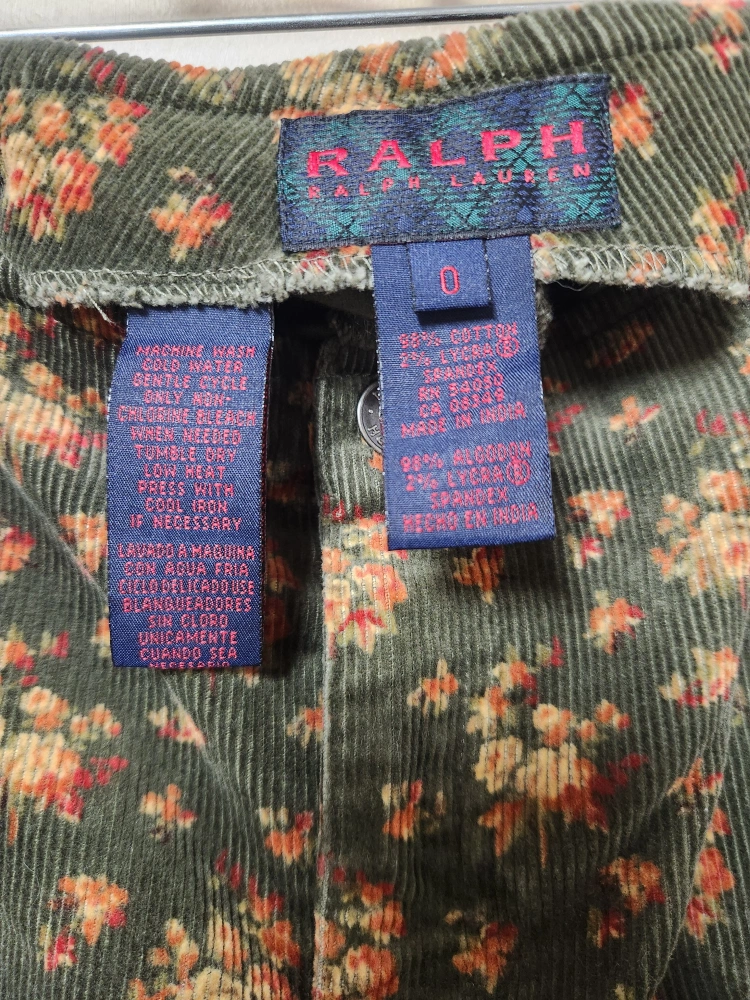 RALPH
RALPH LAUREN
0
98% COTTON
2% LYCRA®
SPANDEX
RN 94080
CA 08349
MADE IN INDIA
98% ALGODON
2% LYCRA®
SPANDEX
HECHO EN INDIA
MACHINE WASH
COLD WATER
GENTLE CYCLE
ONLY NON-
CHLORINE BLEACH
WHEN NEEDED
TUMBLE DRY
LOW HEAT
PRESS WITH
COOL IRON
IF NECESSARY
LAVADO A MAQUINA
CON AGUA FRIA
CICLO DELICADO USE
BLANQUEADORES
SIN CLORO
UNICAMENTE
CUANDO SEA
NECESARIO